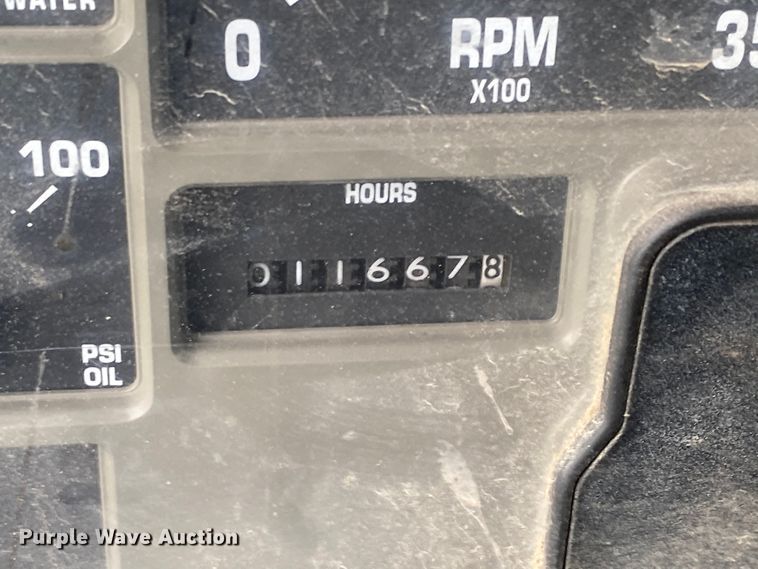 WATER
0 RPM 35
X100
100
HOURS
0116678
PSI
OIL
Purple Wave Auction